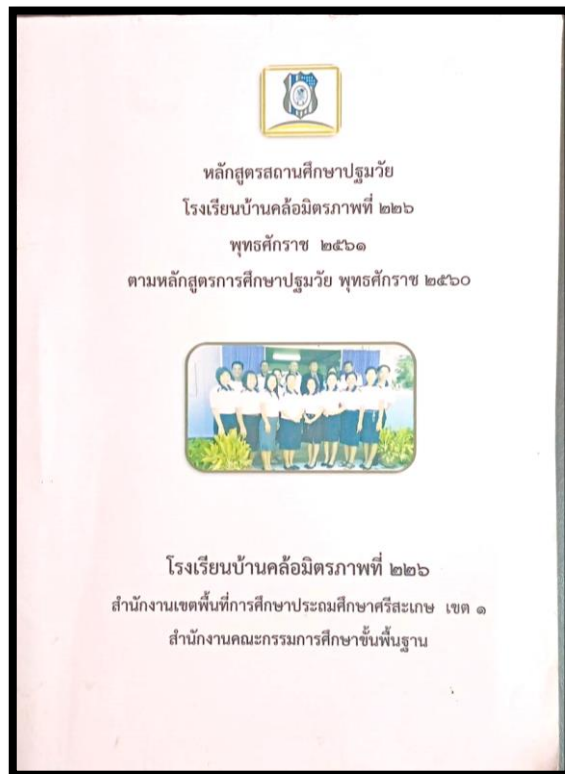 หลักสูตรสถานศึกษาปฐมวัย
โรงเรียนบ้านคล้อมิตรภาพที่ ๒๒๖
พุทธศักราช ๒๕๖๑
ตามหลักสูตรการศึกษาปฐมวัย พุทธศักราช ๒๕๖๐
โรงเรียนบ้านคล้อมิตรภาพที่ ๒๒๖
สำนักงานเขตพื้นที่การศึกษาประถมศึกษาศรีสะเกษ เขต ๑
สำนักงานคณะกรรมการศึกษาขั้นพื้นฐาน